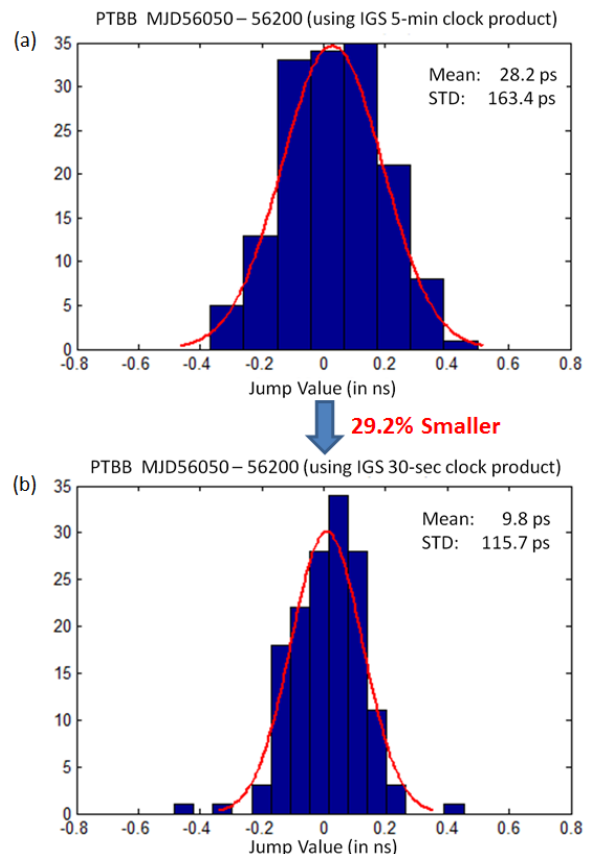 PTBB MJD56050 – 56200 (using IGS 5-min clock product)
(a)
Mean: 28.2 ps
STD: 163.4 ps
35
30
25
20
15
10
5
0
-0.8 -0.6 -0.4 -0.2 0 0.2 0.4 0.6 0.8
Jump Value (in ns)
29.2% Smaller
PTBB MJD56050 – 56200 (using IGS 30-sec clock product)
(b)
Mean: 9.8 ps
STD: 115.7 ps
35
30
25
20
15
10
5
0
-0.8 -0.6 -0.4 -0.2 0 0.2 0.4 0.6 0.8
Jump Value (in ns)